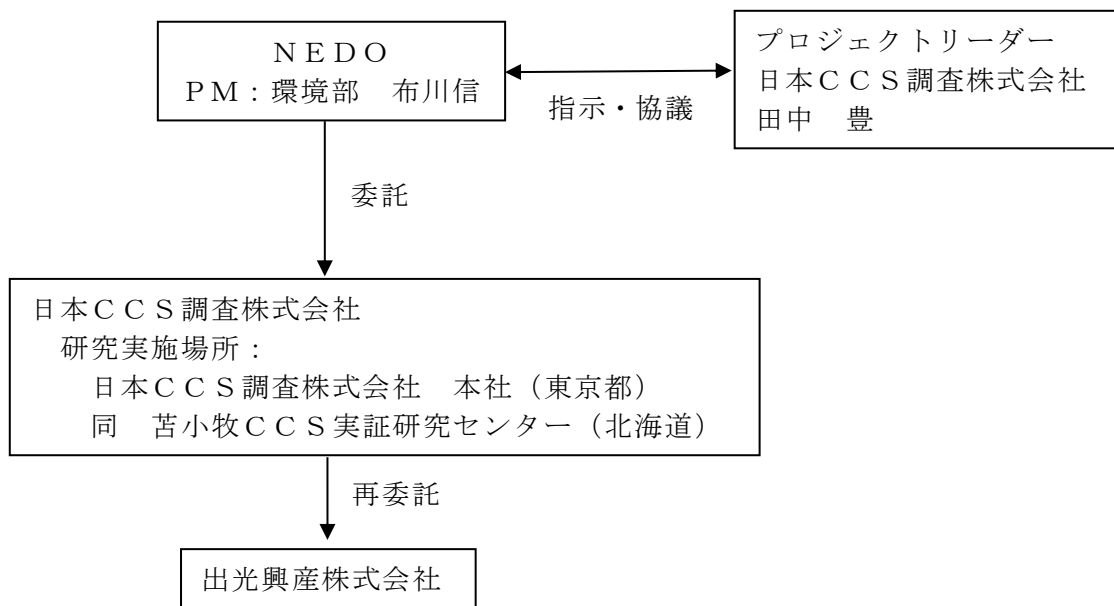 ＮＥＤＯ
ＰＭ：環境部　布川信
プロジェクトリーダー
日本ＣＣＳ調査株式会社
田中　豊
指示・協議
委託
日本ＣＣＳ調査株式会社
研究実施場所：
日本ＣＣＳ調査株式会社　本社（東京都）
同　苫小牧ＣＣＳ実証研究センター（北海道）
再委託
出光興産株式会社